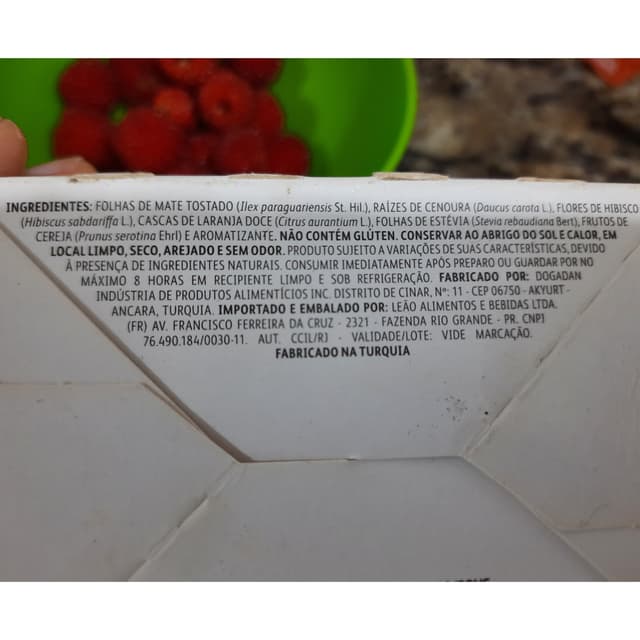 INGREDIENTES: FOLHAS DE MATE TOSTADO (Ilex paraguariensis St. Hil.), RAÍZES DE CENOURA (Daucus carota L.), FLORES DE HIBISCO
(Hibiscus sabdariffa L.), CASCAS DE LARANJA DOCE (Citrus aurantium L.), FOLHAS DE ESTÉVIA (Stevia rebaudiana Bert), FRUTOS DE
CEREJA (Prunus serotina Ehrl) E AROMATIZANTE. NÃO CONTÉM GLÚTEN. CONSERVAR AO ABRIGO DO SOL E CALOR, EM
LOCAL LIMPO, SECO, AREJADO E SEM ODOR. PRODUTO SUJEITO A VARIAÇÕES DE SUAS CARACTERÍSTICAS, DEVIDO
À PRESENÇA DE INGREDIENTES NATURAIS. CONSUMIR IMEDIATAMENTE APÓS PREPARO OU GUARDAR POR NO
MÁXIMO 8 HORAS EM RECIPIENTE LIMPO E SOB REFRIGERAÇÃO. FABRICADO POR: DOGADAN
INDÚSTRIA DE PRODUTOS ALIMENTÍCIOS INC. DISTRITO DE CINAR, Nº: 11 - CEP 06750 - AKYURT -
ANCARA, TURQUIA. IMPORTADO E EMBALADO POR: LEÃO ALIMENTOS E BEBIDAS LTDA.
(FR) AV. FRANCISCO FERREIRA DA CRUZ - 2321 - FAZENDA RIO GRANDE - PR. CNPJ
76.490.184/0030-11. AUT. CCIL/RJ - VALIDADE/LOTE: VIDE MARCAÇÃO.
FABRICADO NA TURQUIA